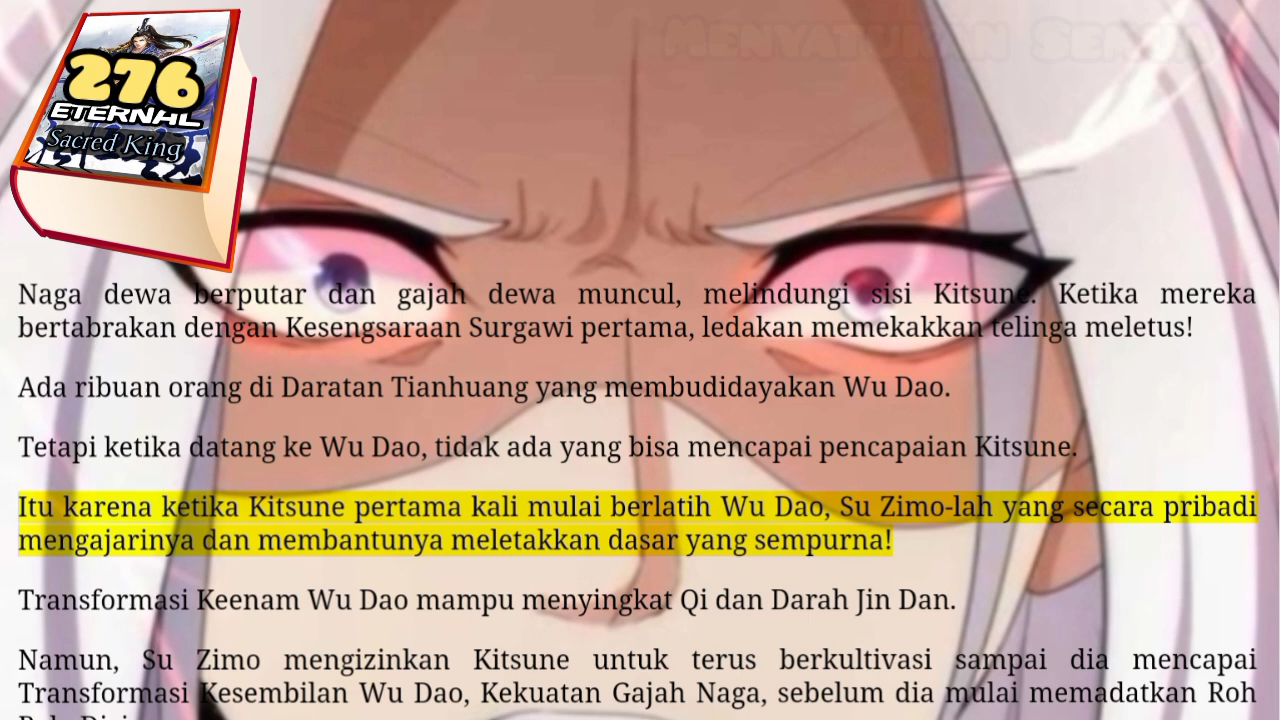 276
ETERNAL
Sacred King
Naga dewa berputar dan gajah dewa muncul, melindungi sisi Kitsune. Ketika mereka
bertabrakan dengan Kesengsaraan Surgawi pertama, ledakan memekakkan telinga meletus!
Ada ribuan orang di Daratan Tianhuang yang membudidayakan Wu Dao.
Tetapi ketika datang ke Wu Dao, tidak ada yang bisa mencapai pencapaian Kitsune.
Itu karena ketika Kitsune pertama kali mulai berlatih Wu Dao, Su Zimo-lah yang secara pribadi
mengajarinya dan membantunya meletakkan dasar yang sempurna!
Transformasi Keenam Wu Dao mampu menyingkat Qi dan Darah Jin Dan.
Namun, Su Zimo mengizinkan Kitsune untuk terus berkultivasi sampai dia mencapai
Transformasi Kesembilan Wu Dao, Kekuatan Gajah Naga, sebelum dia mulai memadatkan Roh